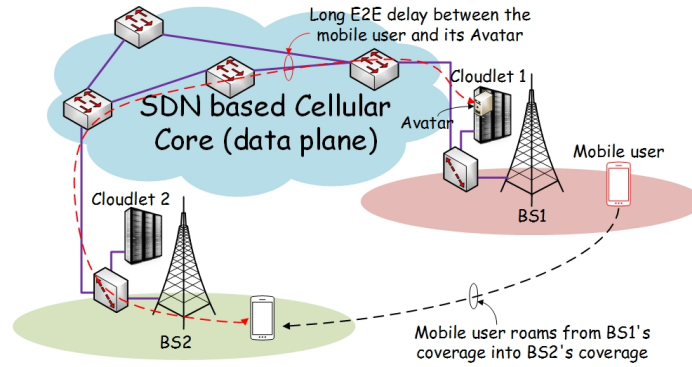 Long E2E delay between the
mobile user and its Avatar
Cloudlet 1
SDN based Cellular
Core (data plane)
Avatar
Mobile user
BS1
Cloudlet 2
BS2
Mobile user roams from BS1's
coverage into BS2's coverage